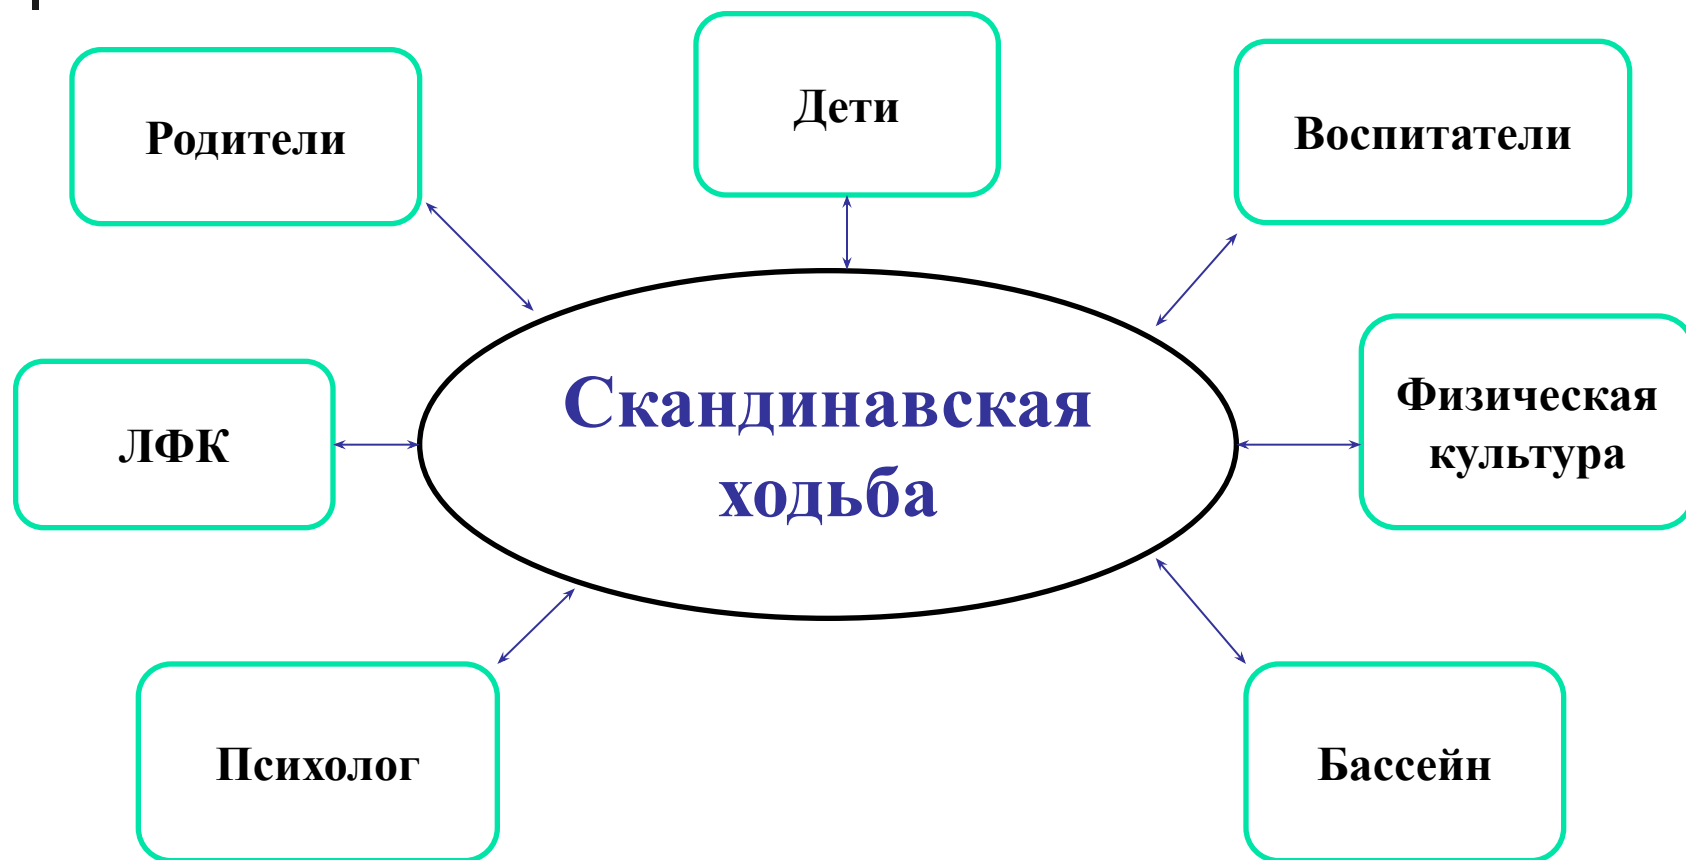 Дети
Родители
Воспитатели
Скандинавская
ходьба
ЛФК
Физическая
культура
Психолог
Бассейн